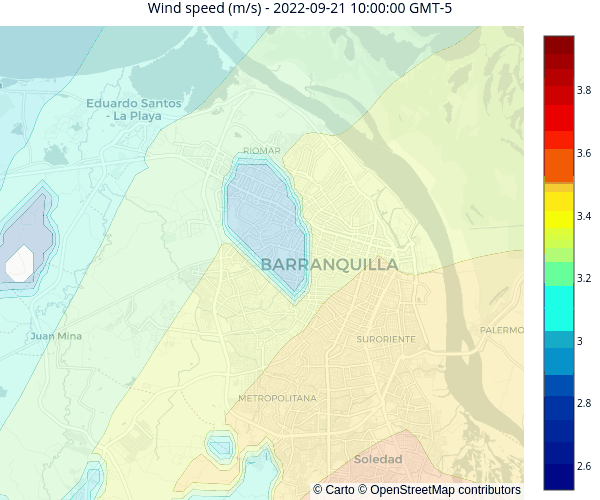 Wind speed (m/s) - 2022-09-21 10:00:00 GMT-5
Eduardo Santos
- La Playa
RIOMAR
BARRANQUILLA
Juan Mina
SURORIENTE
PALERMO
METROPOLITANA
Soledad
© Carto © OpenStreetMap contributors
3.8
3.6
3.4
3.2
3
2.8
2.6